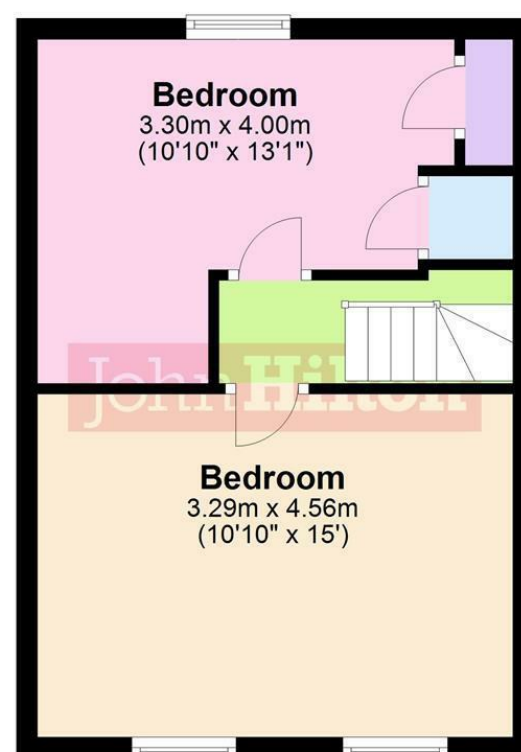 Bedroom
3.30m x 4.00m
(10'10" x 13'1")
John Hilton
Bedroom
3.29m x 4.56m
(10'10" x 15')